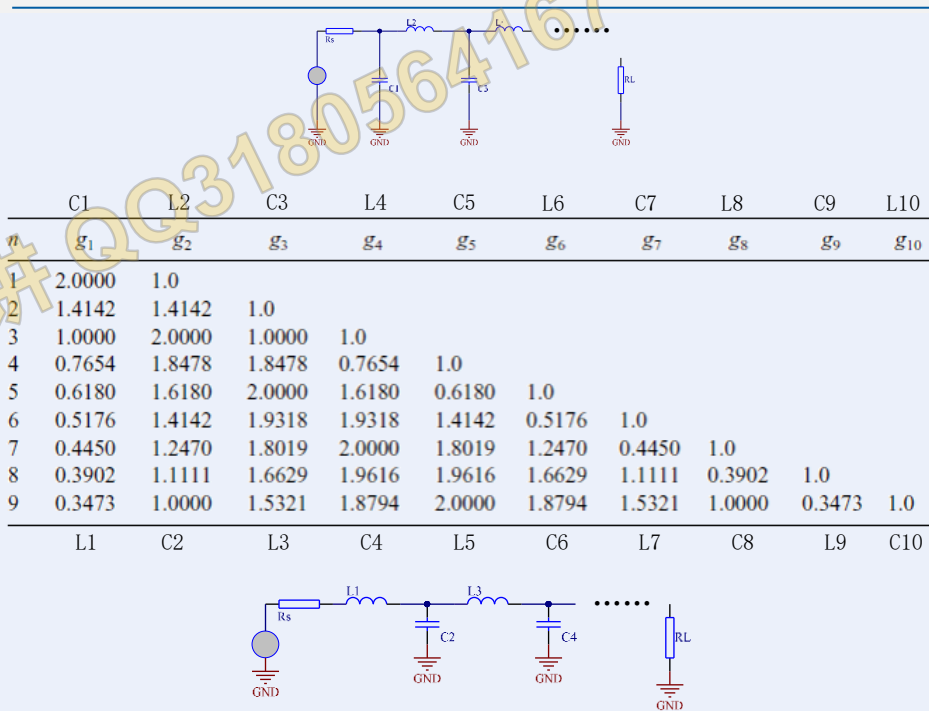 L2
Rs
C1
C3
RL
GND GND GND GND
C1 L2 C3 L4 C5 L6 C7 L8 C9 L10
n g1 g2 g3 g4 g5 g6 g7 g8 g9 g10
1 2.0000 1.0
2 1.4142 1.4142 1.0
3 1.0000 2.0000 1.0000 1.0
4 0.7654 1.8478 1.8478 0.7654 1.0
5 0.6180 1.6180 2.0000 1.6180 0.6180 1.0
6 0.5176 1.4142 1.9318 1.9318 1.4142 0.5176 1.0
7 0.4450 1.2470 1.8019 2.0000 1.8019 1.2470 0.4450 1.0
8 0.3902 1.1111 1.6629 1.9616 1.9616 1.6629 1.1111 0.3902 1.0
9 0.3473 1.0000 1.5321 1.8794 2.0000 1.8794 1.5321 1.0000 0.3473 1.0
L1 C2 L3 C4 L5 C6 L7 C8 L9 C10
L1 L3
Rs
C2 C4 RL
GND GND GND GND
QQ3180564167